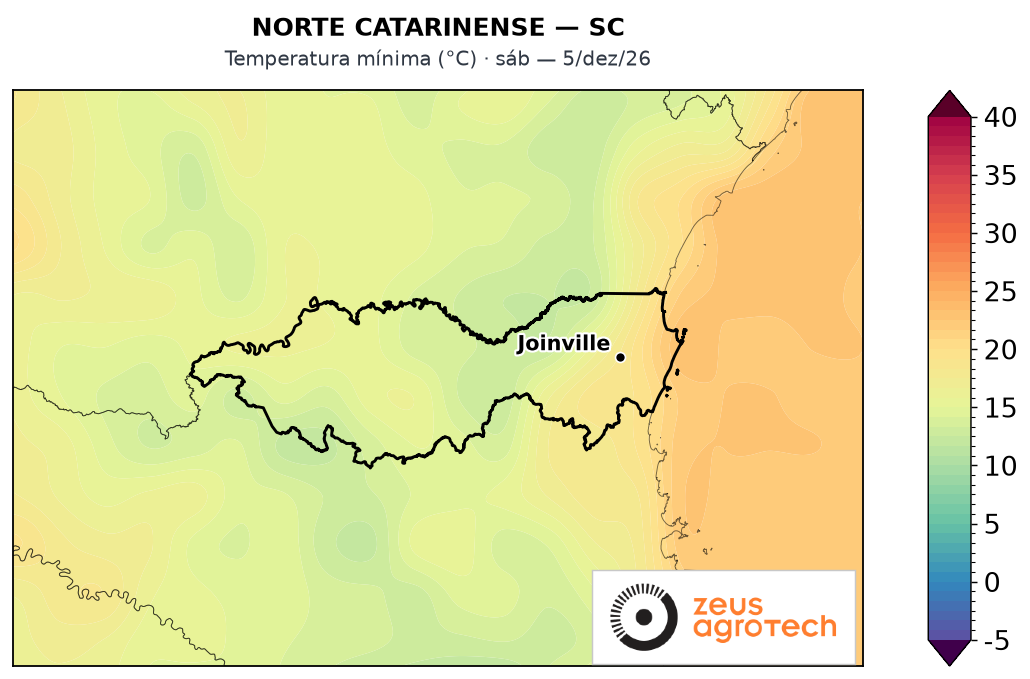 NORTE CATARINENSE — SC
Temperatura mínima (°C) · sáb — 5/dez/26
Joinville
40
35
30
25
20
15
10
5
0
-5
zeus
agrotech